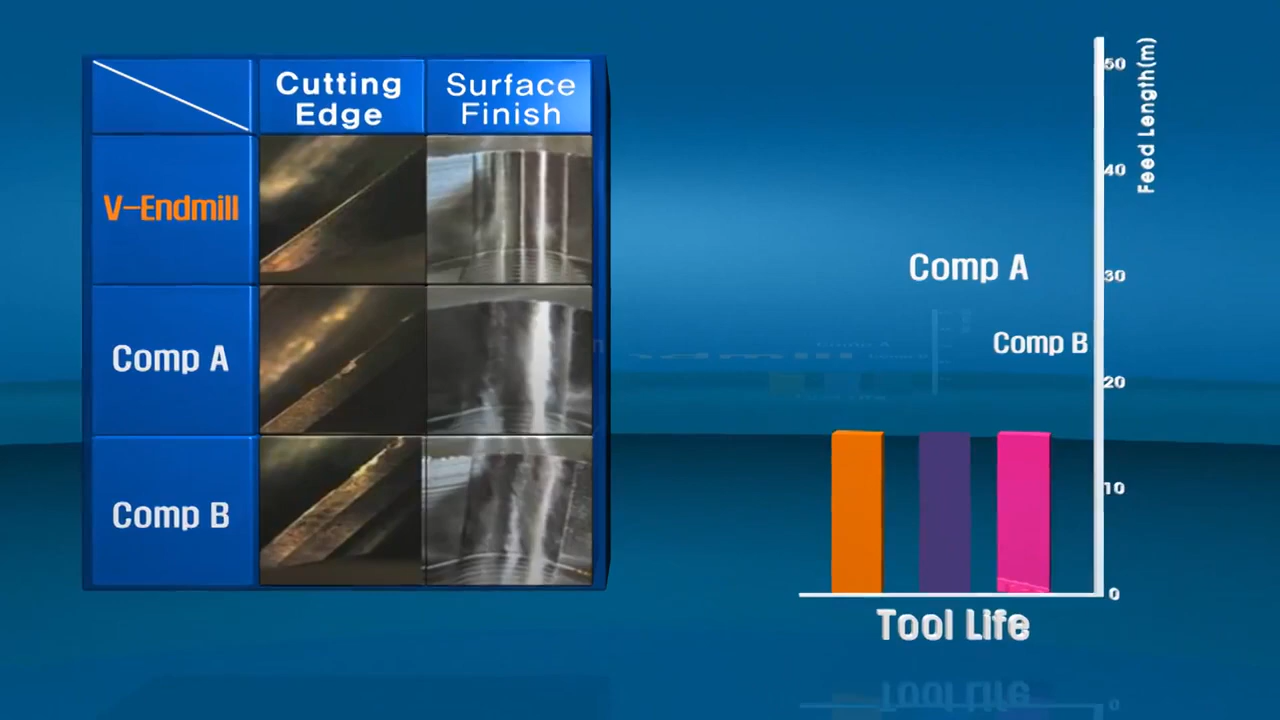 Cutting
Edge
Surface
Finish
V-Endmill
Comp A
Comp B
Comp A
Comp B
50
40
30
20
10
0
Feed Length(m)
Tool Life